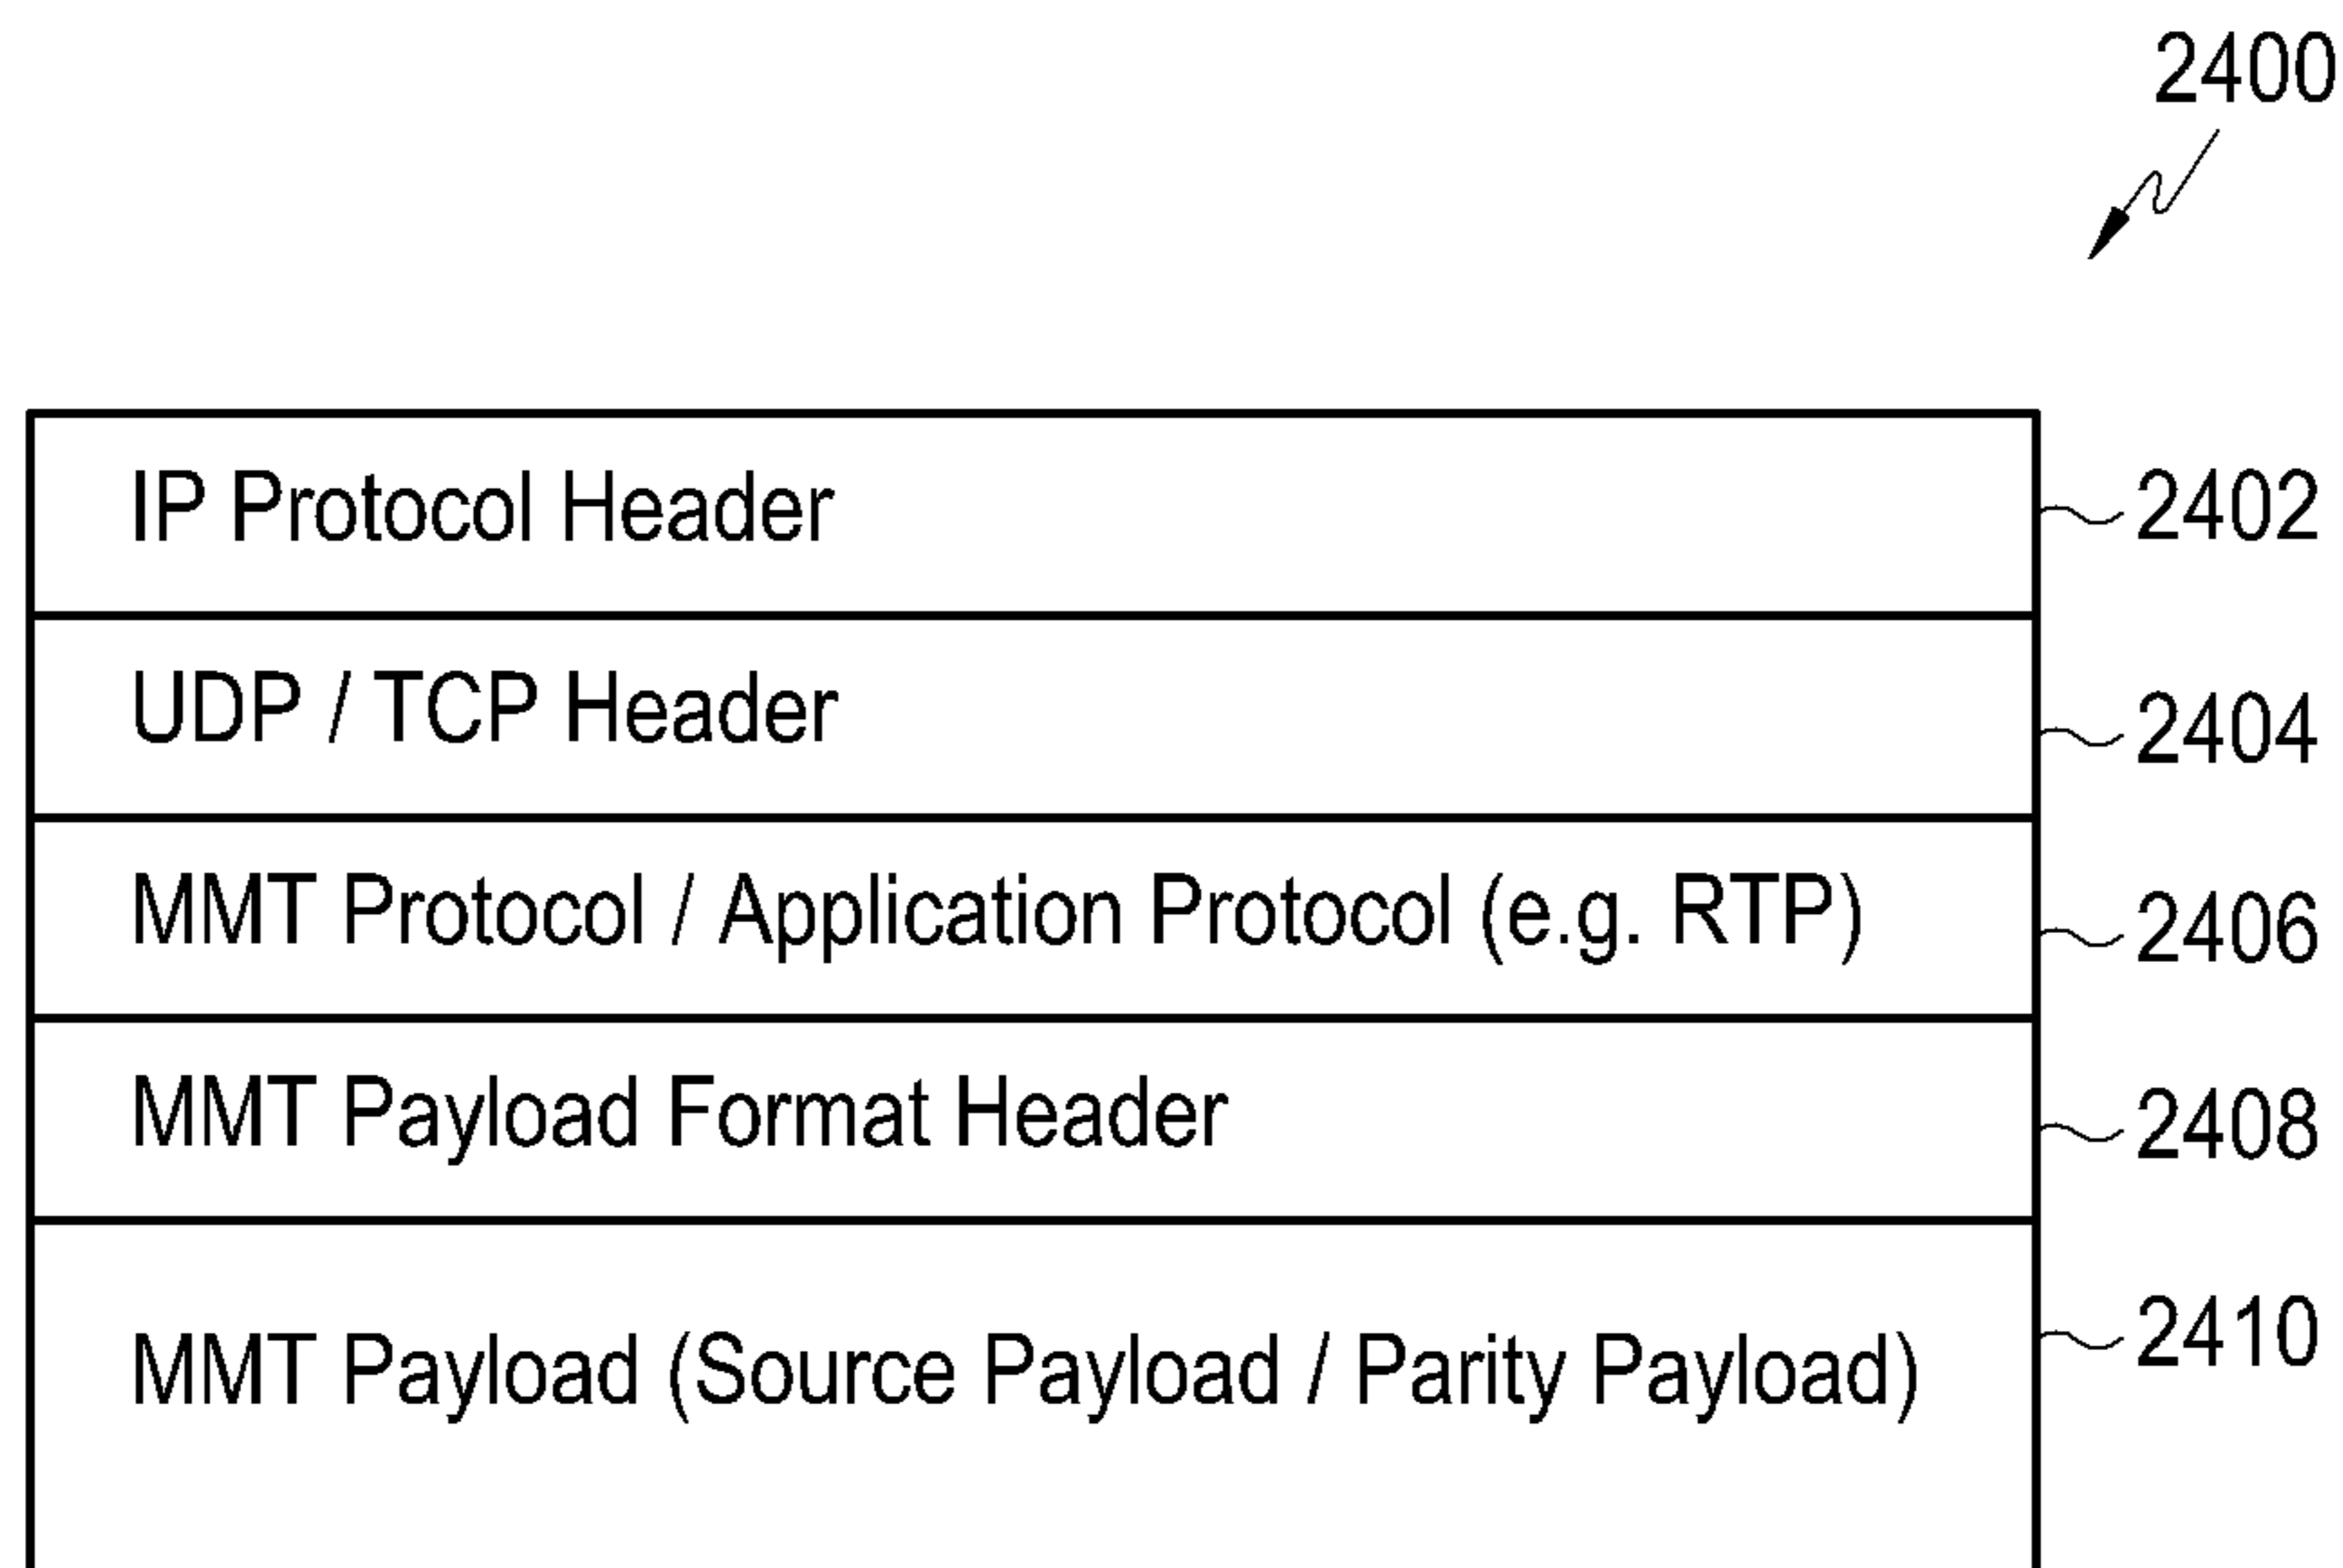 2400
IP Protocol Header 2402
UDP / TCP Header 2404
MMT Protocol / Application Protocol (e.g. RTP) 2406
MMT Payload Format Header 2408
MMT Payload (Source Payload / Parity Payload) 2410